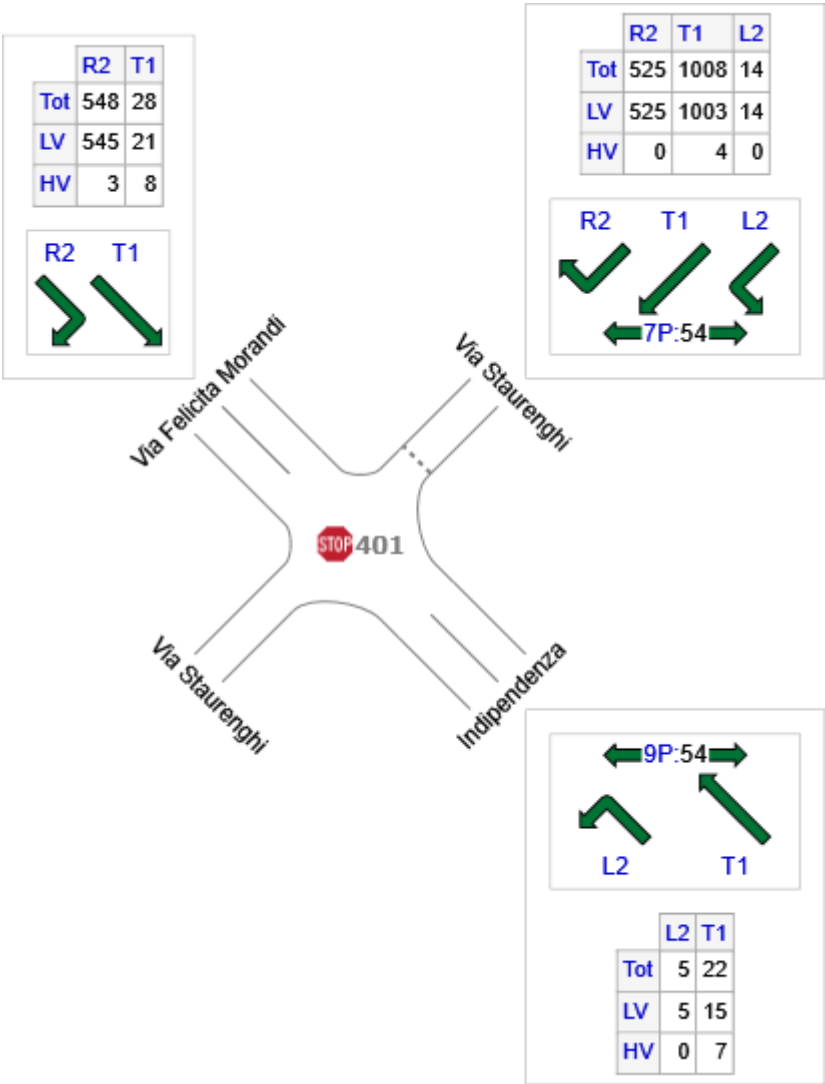 R2 T1
Tot 548 28
LV 545 21
HV 3 8
R2 T1
R2 T1 L2
Tot 525 1008 14
LV 525 1003 14
HV 0 4 0
R2 T1 L2
7P:54
Via Felicita Morandi
Via Staurenghi
STOP 401
Via Staurenghi
Indipendenza
9P:54
L2 T1
L2 T1
Tot 5 22
LV 5 15
HV 0 7